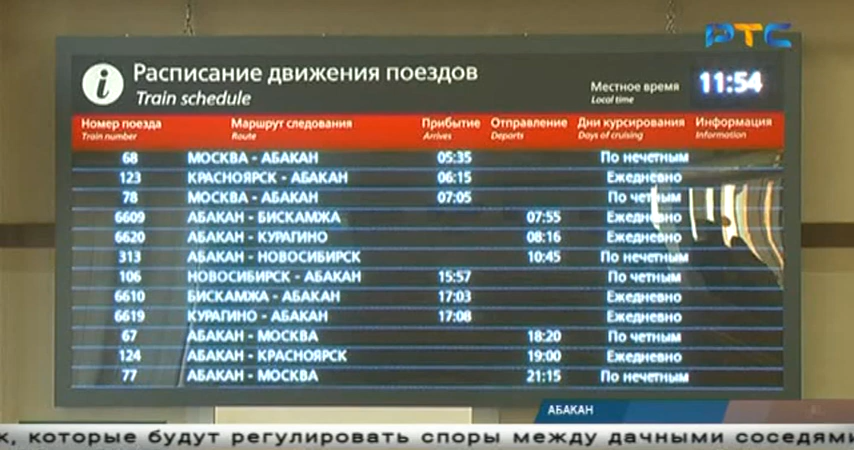 РТС
Расписание движения поездов
Train schedule
Местное время
Local time
11:54
Номер поезда Маршрут следования Прибытие Отправление Дни курсирования Информация
Train number Route Arrives Departs Days of cruising Information
68 МОСКВА - АБАКАН 05:35 По нечетным
123 КРАСНОЯРСК - АБАКАН 06:15 Ежедневно
78 МОСКВА - АБАКАН 07:05 По четным
6609 АБАКАН - БИСКАМЖА 07:55 Ежедневно
6620 АБАКАН - КУРАГИНО 08:16 Ежедневно
313 АБАКАН - НОВОСИБИРСК 10:45 По нечетным
106 НОВОСИБИРСК - АБАКАН 15:57 По четным
6610 БИСКАМЖА - АБАКАН 17:03 Ежедневно
6619 КУРАГИНО - АБАКАН 17:08 Ежедневно
67 АБАКАН - МОСКВА 18:20 По четным
124 АБАКАН - КРАСНОЯРСК 19:00 Ежедневно
77 АБАКАН - МОСКВА 21:15 По нечетным
АБАКАН
к, которые будут регулировать споры между дачными соседями